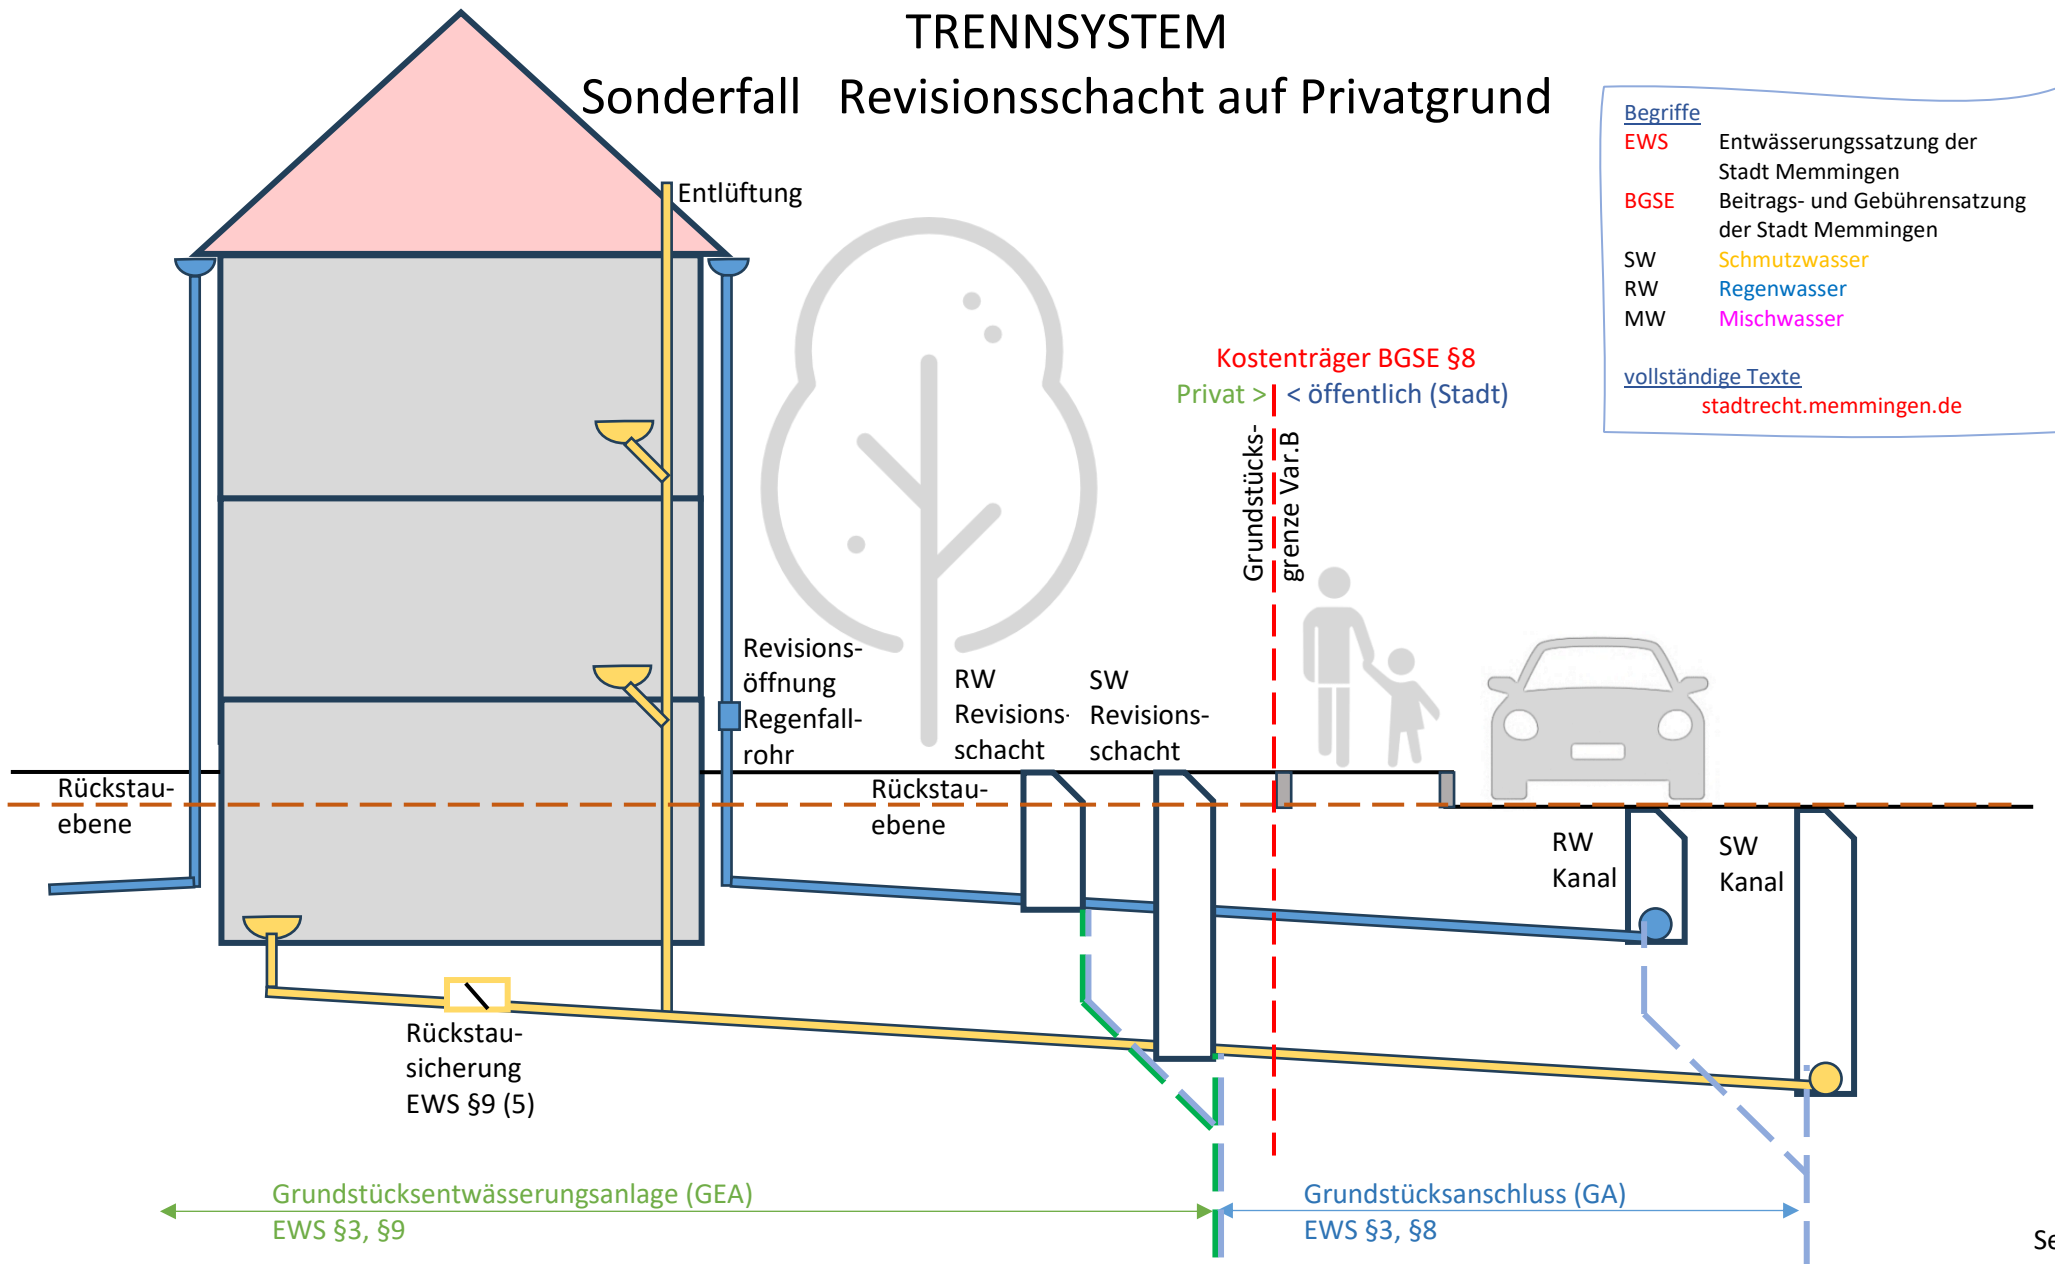 TRENNSYSTEM
Sonderfall Revisionsschacht auf Privatgrund
Begriffe
EWS Entwässerungssatzung der
Stadt Memmingen
BGSE Beitrags- und Gebührensatzung
der Stadt Memmingen
SW Schmutzwasser
RW Regenwasser
MW Mischwasser
vollständige Texte
stadtrecht.memmingen.de
Entlüftung
Kostenträger BGSE §8
Privat > < öffentlich (Stadt)
Grundstücks-
grenze Var.B
Revisions-
öffnung
Regenfall-
rohr
RW
Revisions-
schacht
SW
Revisions-
schacht
Rückstau-
ebene
Rückstau-
ebene
RW
Kanal
SW
Kanal
Rückstau-
sicherung
EWS §9 (5)
Grundstücksentwässerungsanlage (GEA)
EWS §3, §9
Grundstücksanschluss (GA)
EWS §3, §8